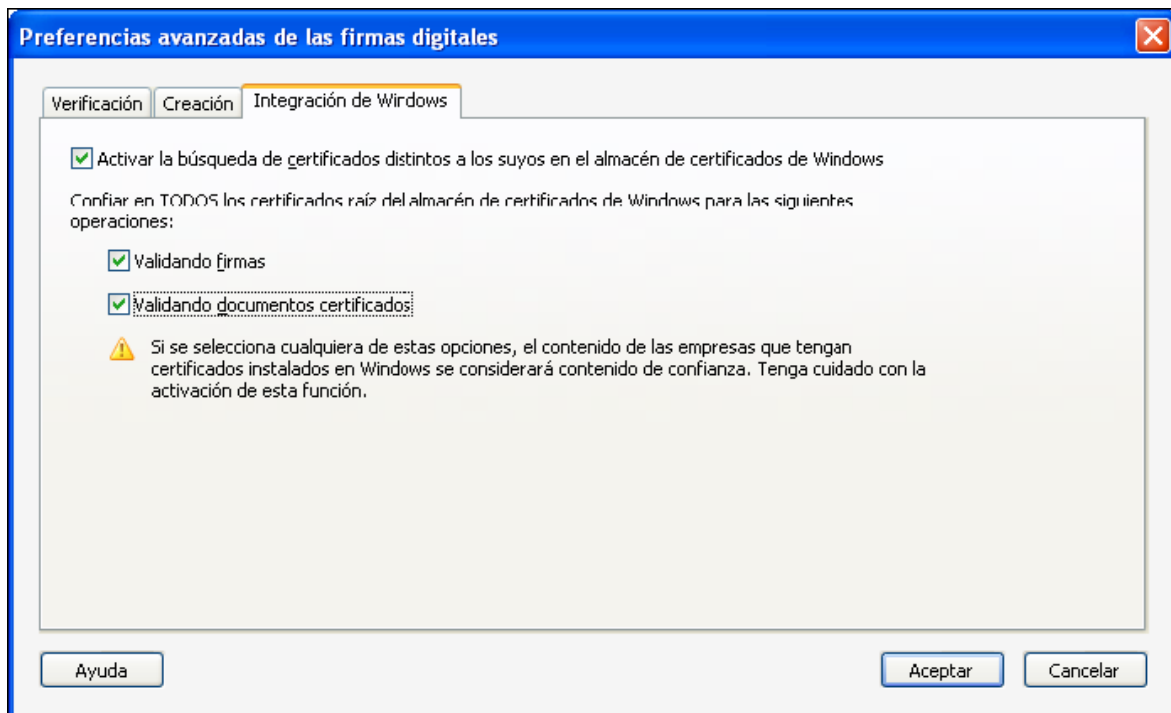 Preferencias avanzadas de las firmas digitales
Verificación
Creación
Integración de Windows
Activar la búsqueda de certificados distintos a los suyos en el almacén de certificados de Windows
Confiar en TODOS los certificados raíz del almacén de certificados de Windows para las siguientes
operaciones:
Validando firmas
Validando documentos certificados
Si se selecciona cualquiera de estas opciones, el contenido de las empresas que tengan
certificados instalados en Windows se considerará contenido de confianza. Tenga cuidado con la
activación de esta función.
Ayuda
Aceptar
Cancelar